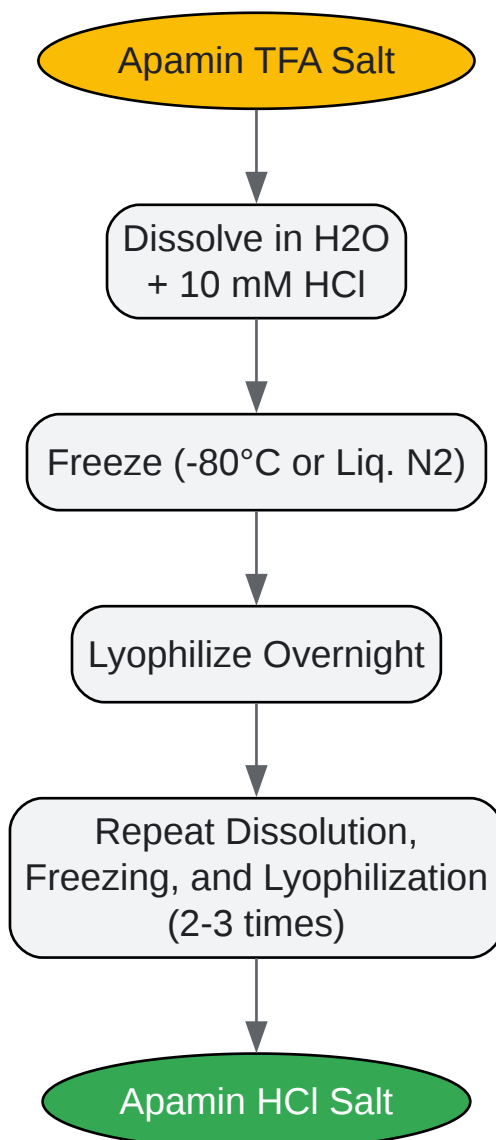 Apamin TFA Salt
Dissolve in H2O
+ 10 mM HCl
Freeze (-80°C or Liq. N2)
Lyophilize Overnight
Repeat Dissolution,
Freezing, and Lyophilization
(2-3 times)
Apamin HCl Salt